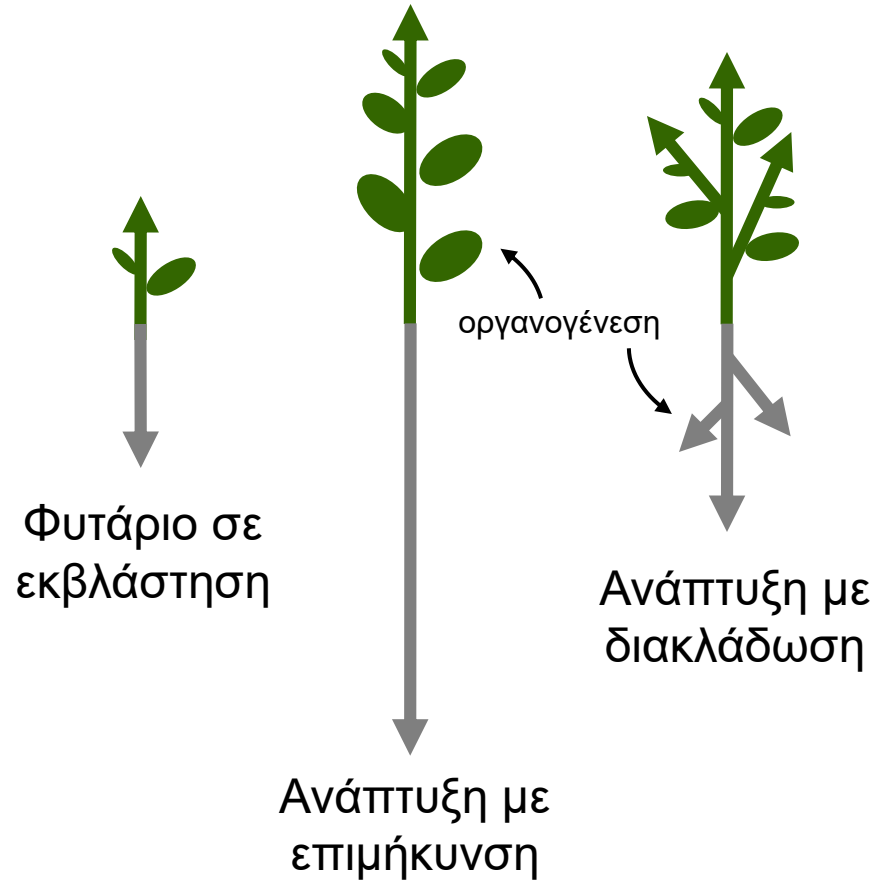 οργανογένεση
Φυτάριο σε
εκβλάστηση
Ανάπτυξη με
επιμήκυνση
Ανάπτυξη με
διακλάδωση